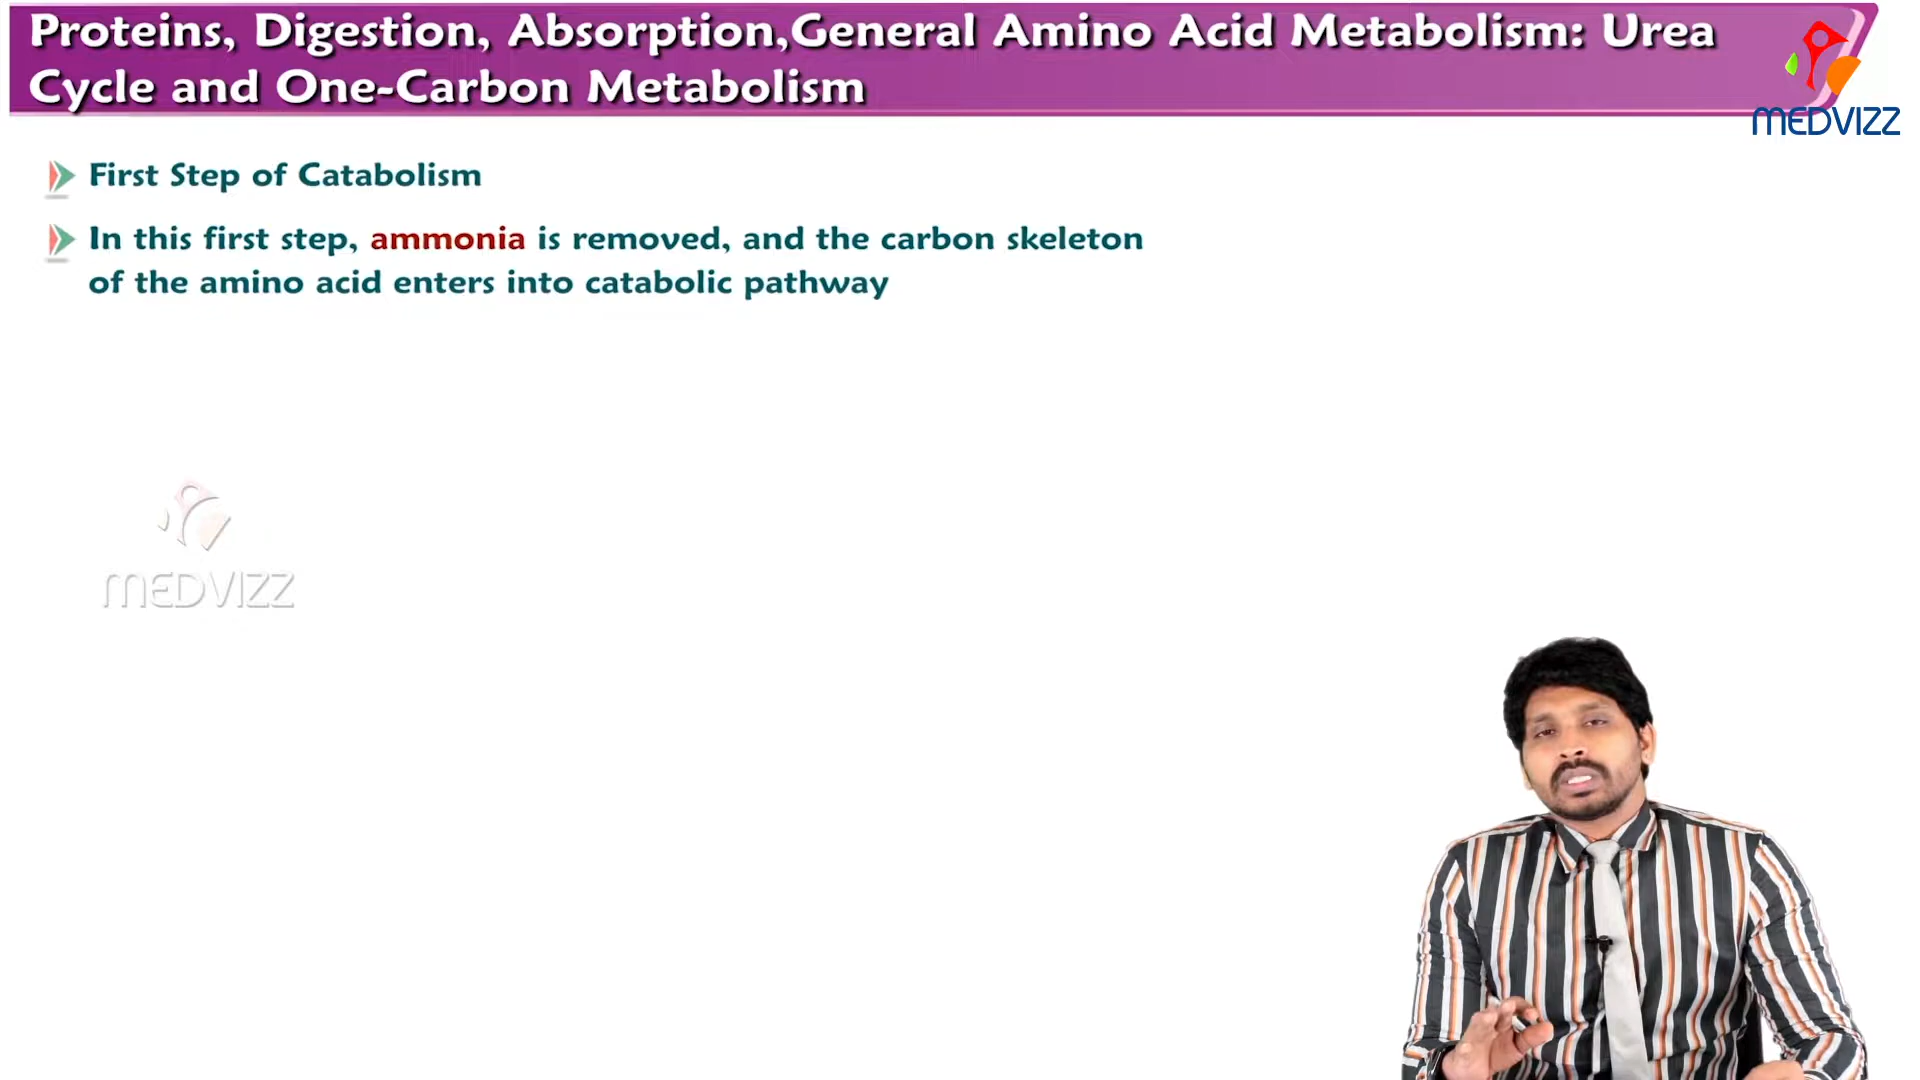 Proteins, Digestion, Absorption,General Amino Acid Metabolism: Urea
Cycle and One-Carbon Metabolism
MEDVIZZ
First Step of Catabolism
In this first step, ammonia is removed, and the carbon skeleton
of the amino acid enters into catabolic pathway
MEDVIZZ